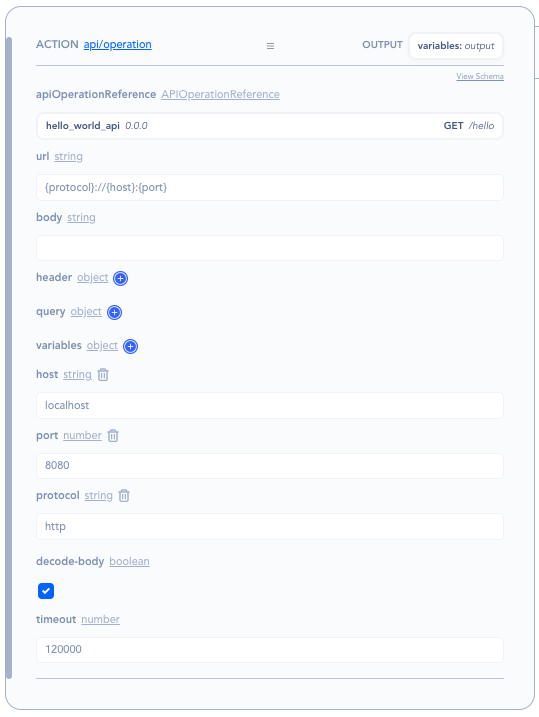 ACTION api/operation OUTPUT variables: output
View Schema
apiOperationReference APIOperationReference
hello_world_api 0.0.0 GET /hello
url string
{protocol}://{host}:{port}
body string
header object
query object
variables object
host string
localhost
port number
8080
protocol string
http
decode-body boolean
timeout number
120000